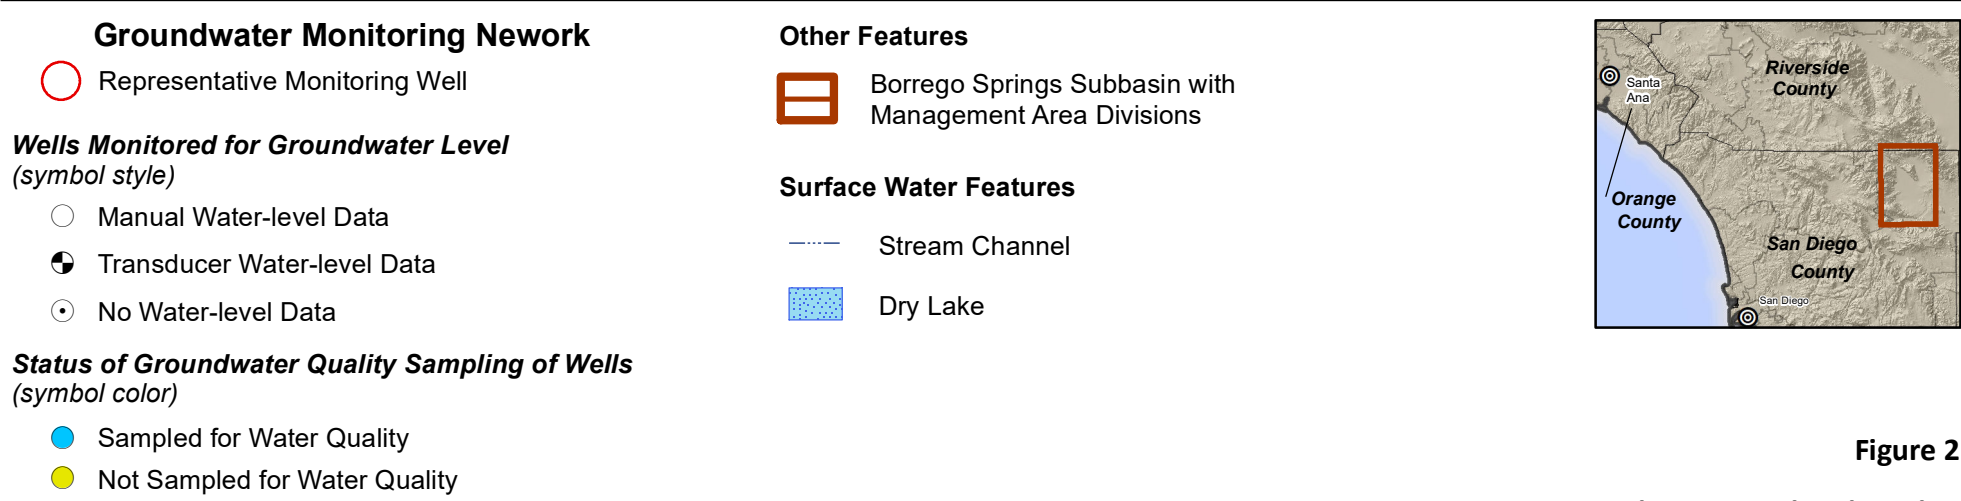 Groundwater Monitoring Nework
Representative Monitoring Well
Wells Monitored for Groundwater Level
(symbol style)
Manual Water-level Data
Transducer Water-level Data
No Water-level Data
Status of Groundwater Quality Sampling of Wells
(symbol color)
Sampled for Water Quality
Not Sampled for Water Quality
Other Features
Borrego Springs Subbasin with
Management Area Divisions
Surface Water Features
Stream Channel
Dry Lake
Riverside
County
Santa
Ana
Orange
County
San Diego
County
San Diego
Figure 2